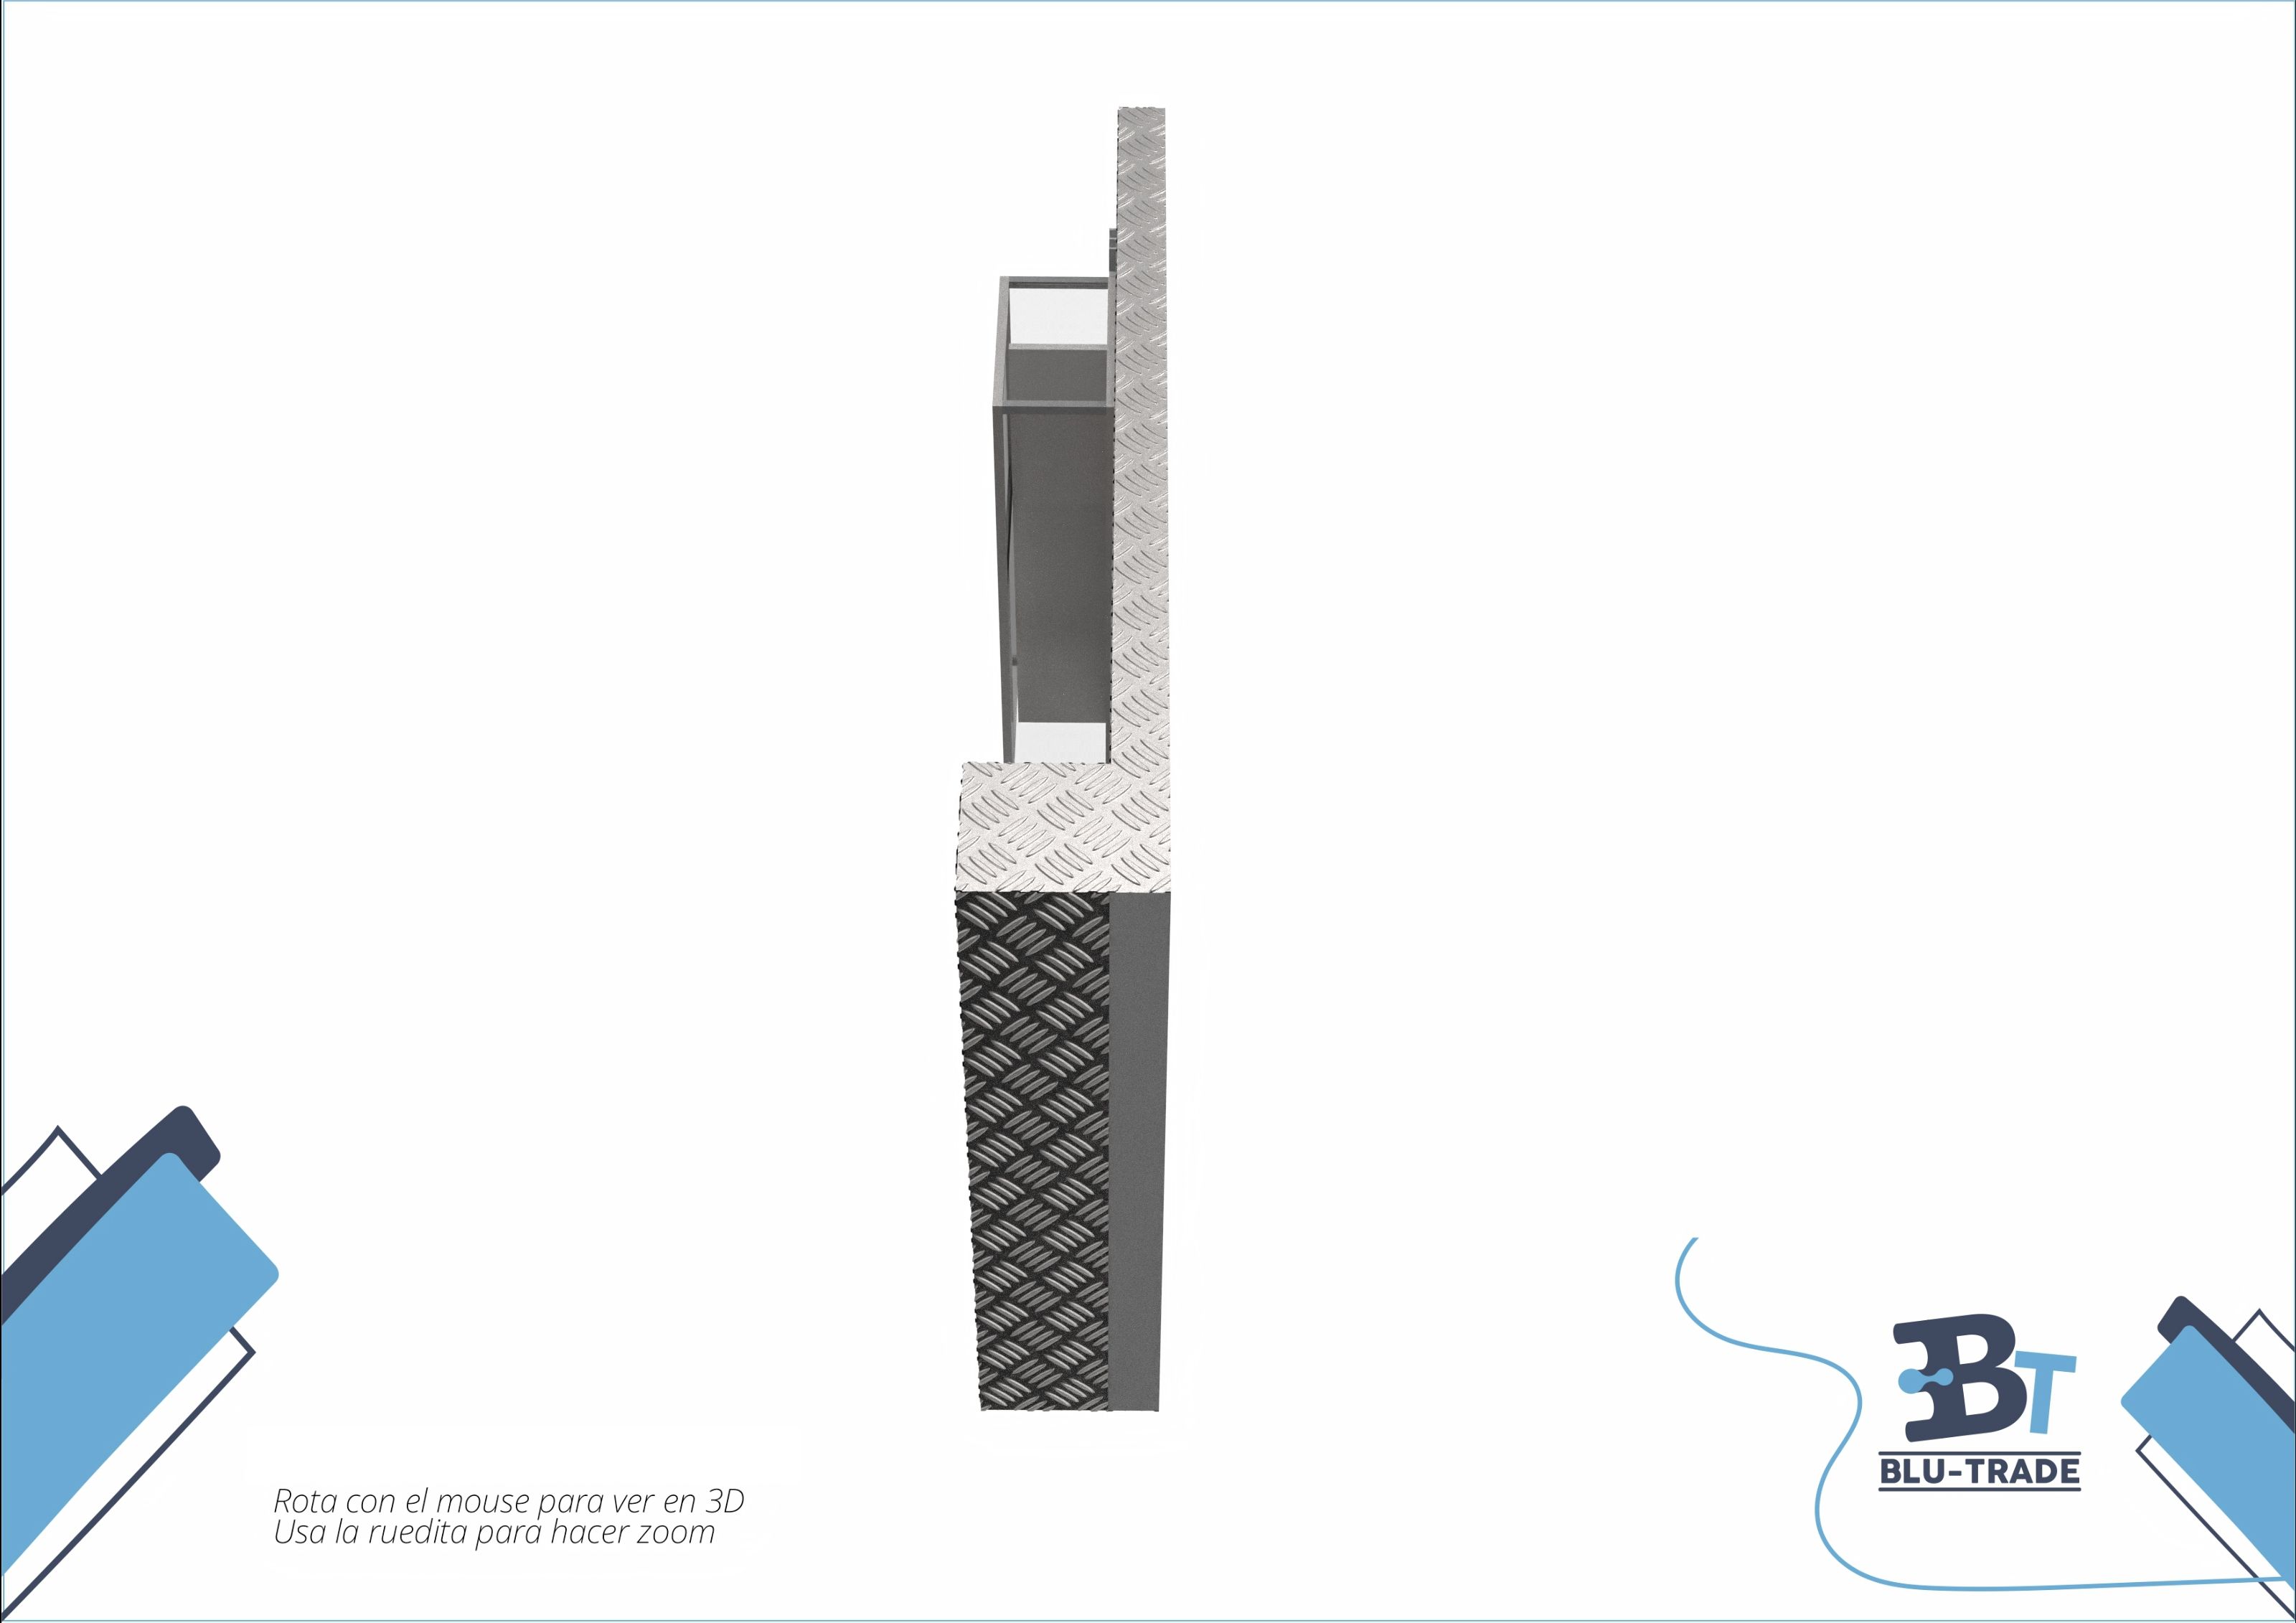 Rota con el mouse para ver en 3D
Usa la ruedita para hacer zoom
BT
BLU-TRADE